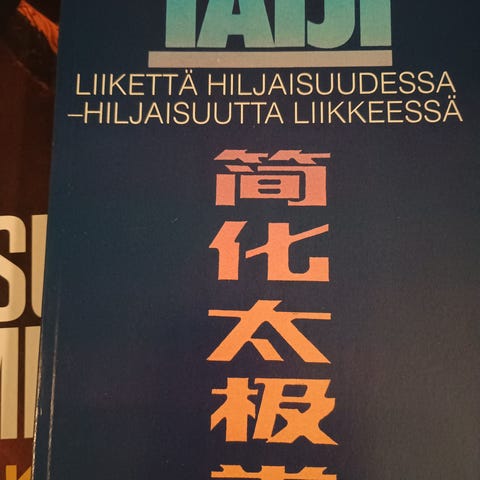 TAIJI
LIIKETTÄ HILJAISUUDESSA
–HILJAISUUTTA LIIKKEESSÄ
简
化
太
极